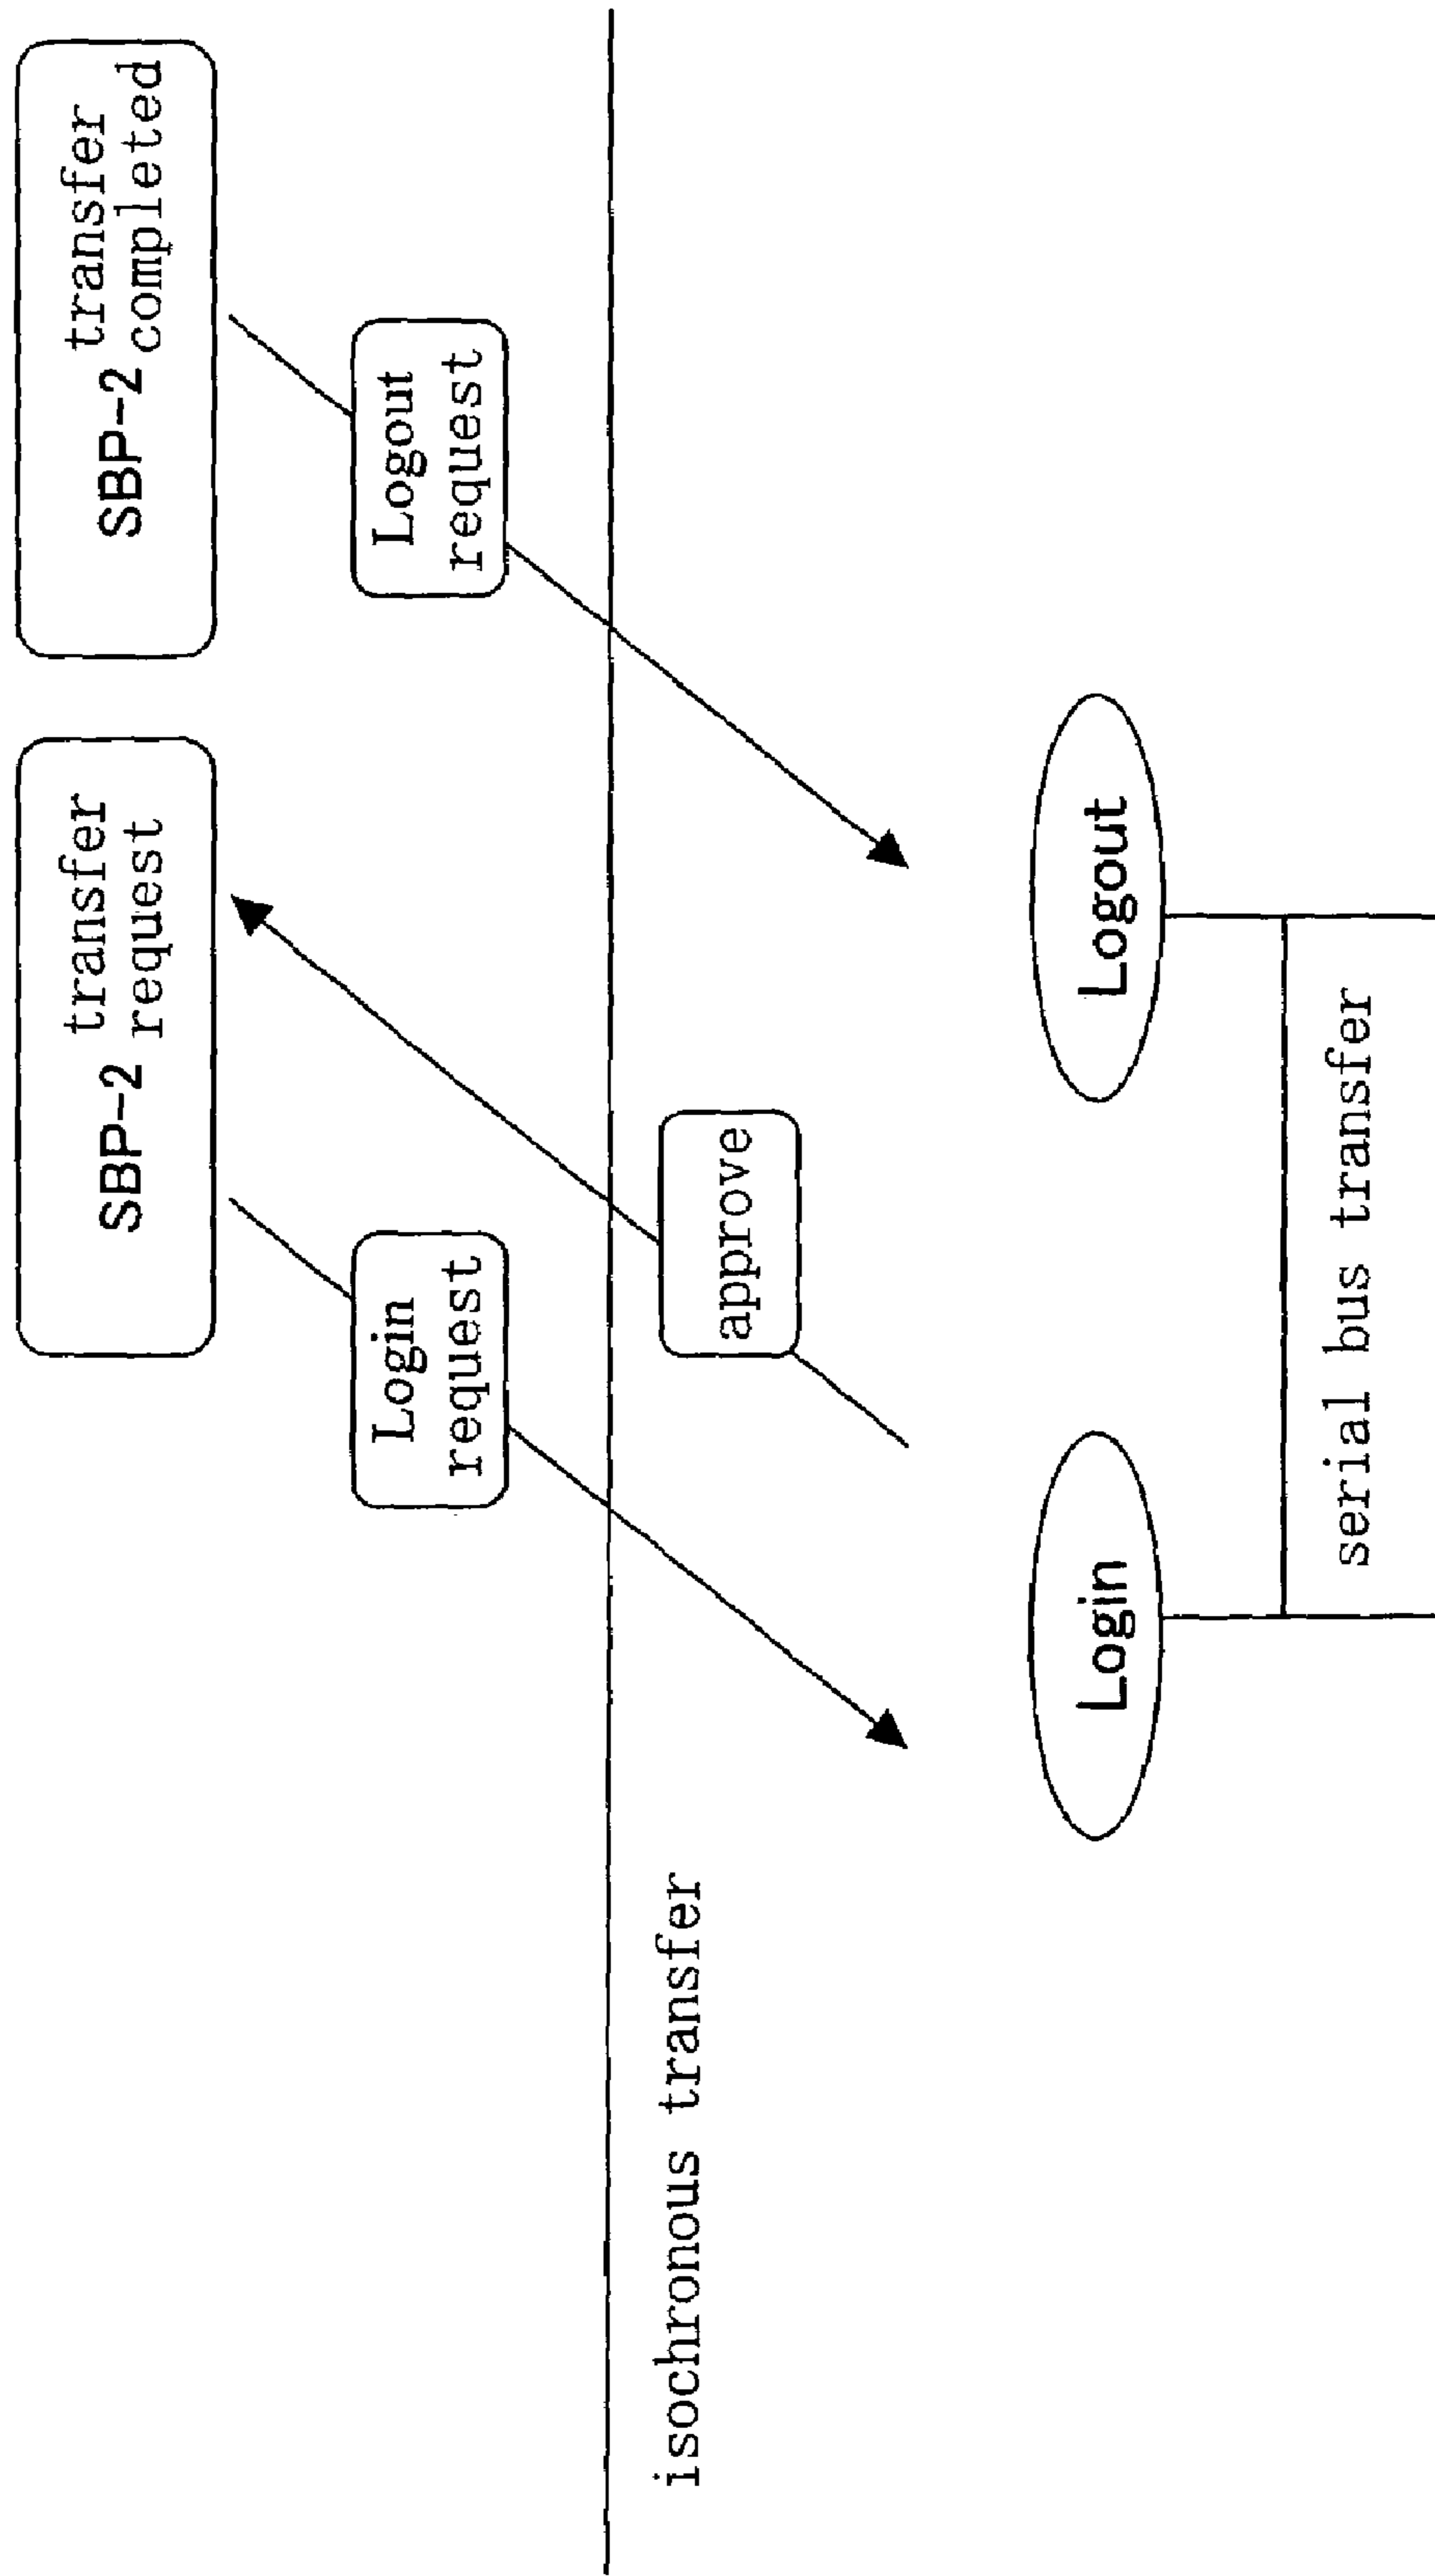 SBP-2 transfer
request
SBP-2 transfer
completed
Login
request
Logout
request
isochronous transfer
approve
Login
Logout
serial bus transfer